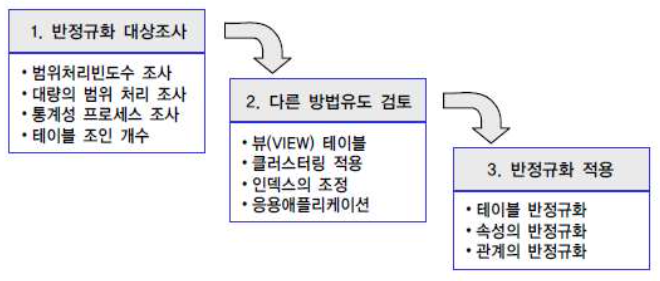 1. 반정규화 대상조사
• 범위처리빈도수 조사
• 대량의 범위 처리 조사
• 통계성 프로세스 조사
• 테이블 조인 개수
2. 다른 방법유도 검토
• 뷰(VIEW) 테이블
• 클러스터링 적용
• 인덱스의 조정
• 응용애플리케이션
3. 반정규화 적용
• 테이블 반정규화
• 속성의 반정규화
• 관계의 반정규화